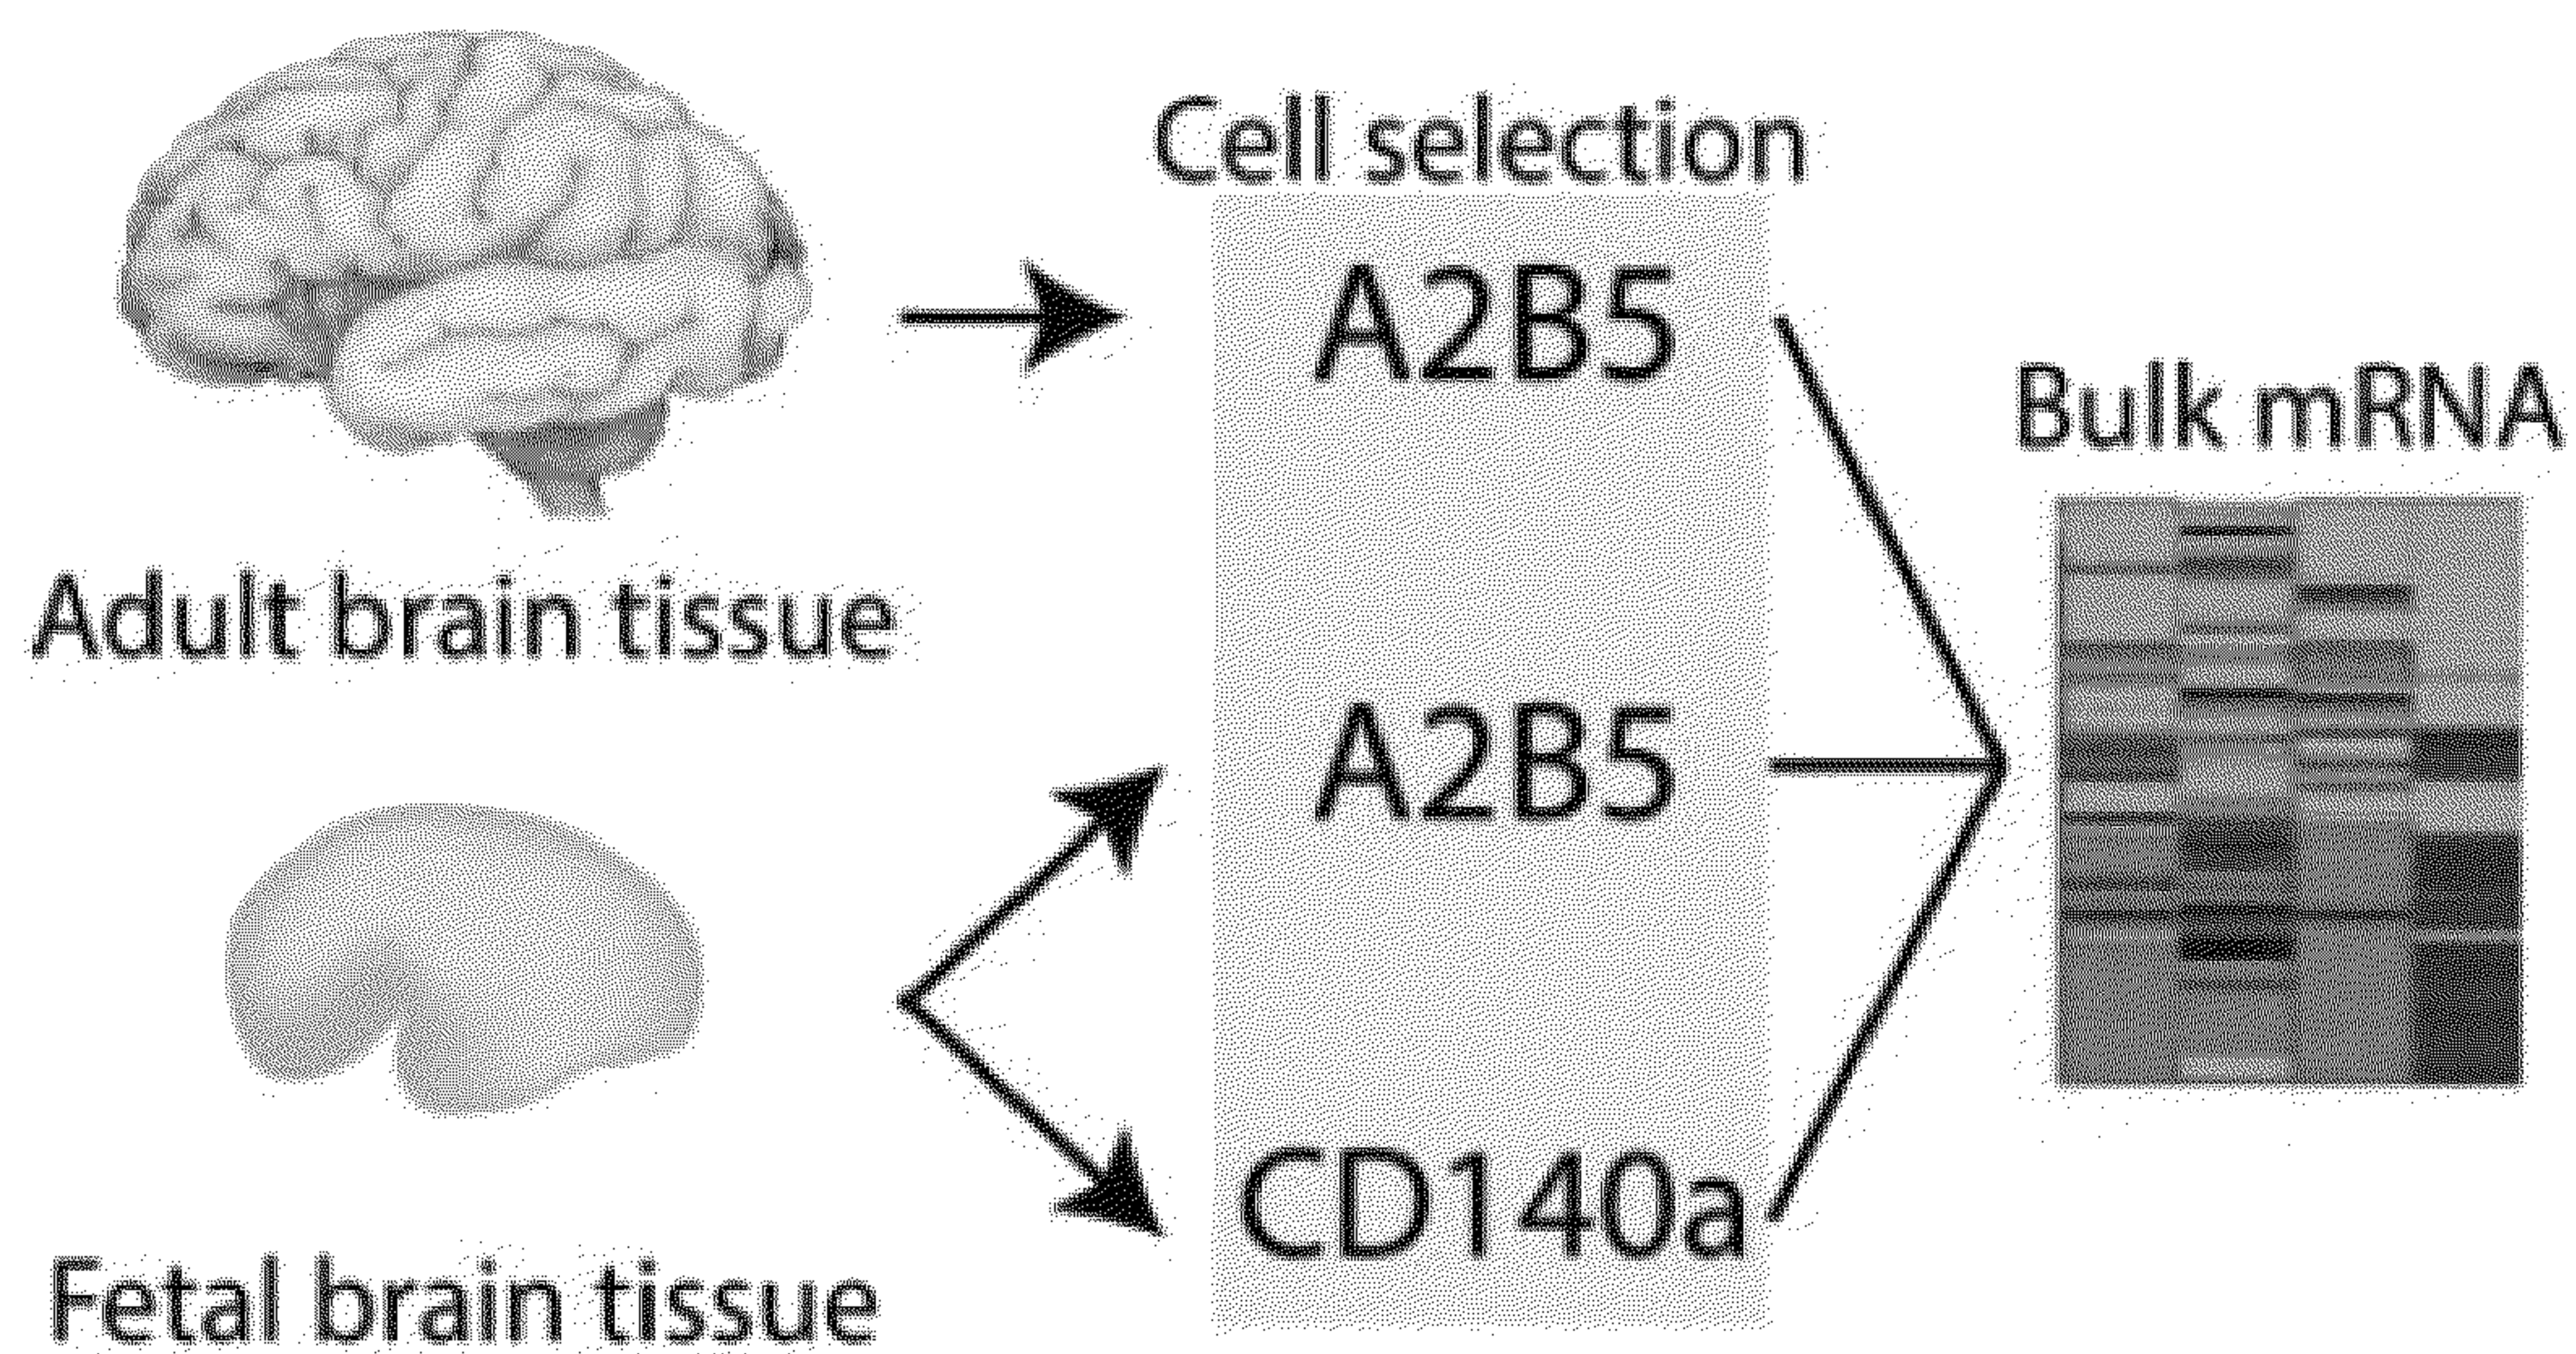 Cell selection
A2B5
Bulk mRNA
Adult brain tissue
A2B5
CD140a
Fetal brain tissue